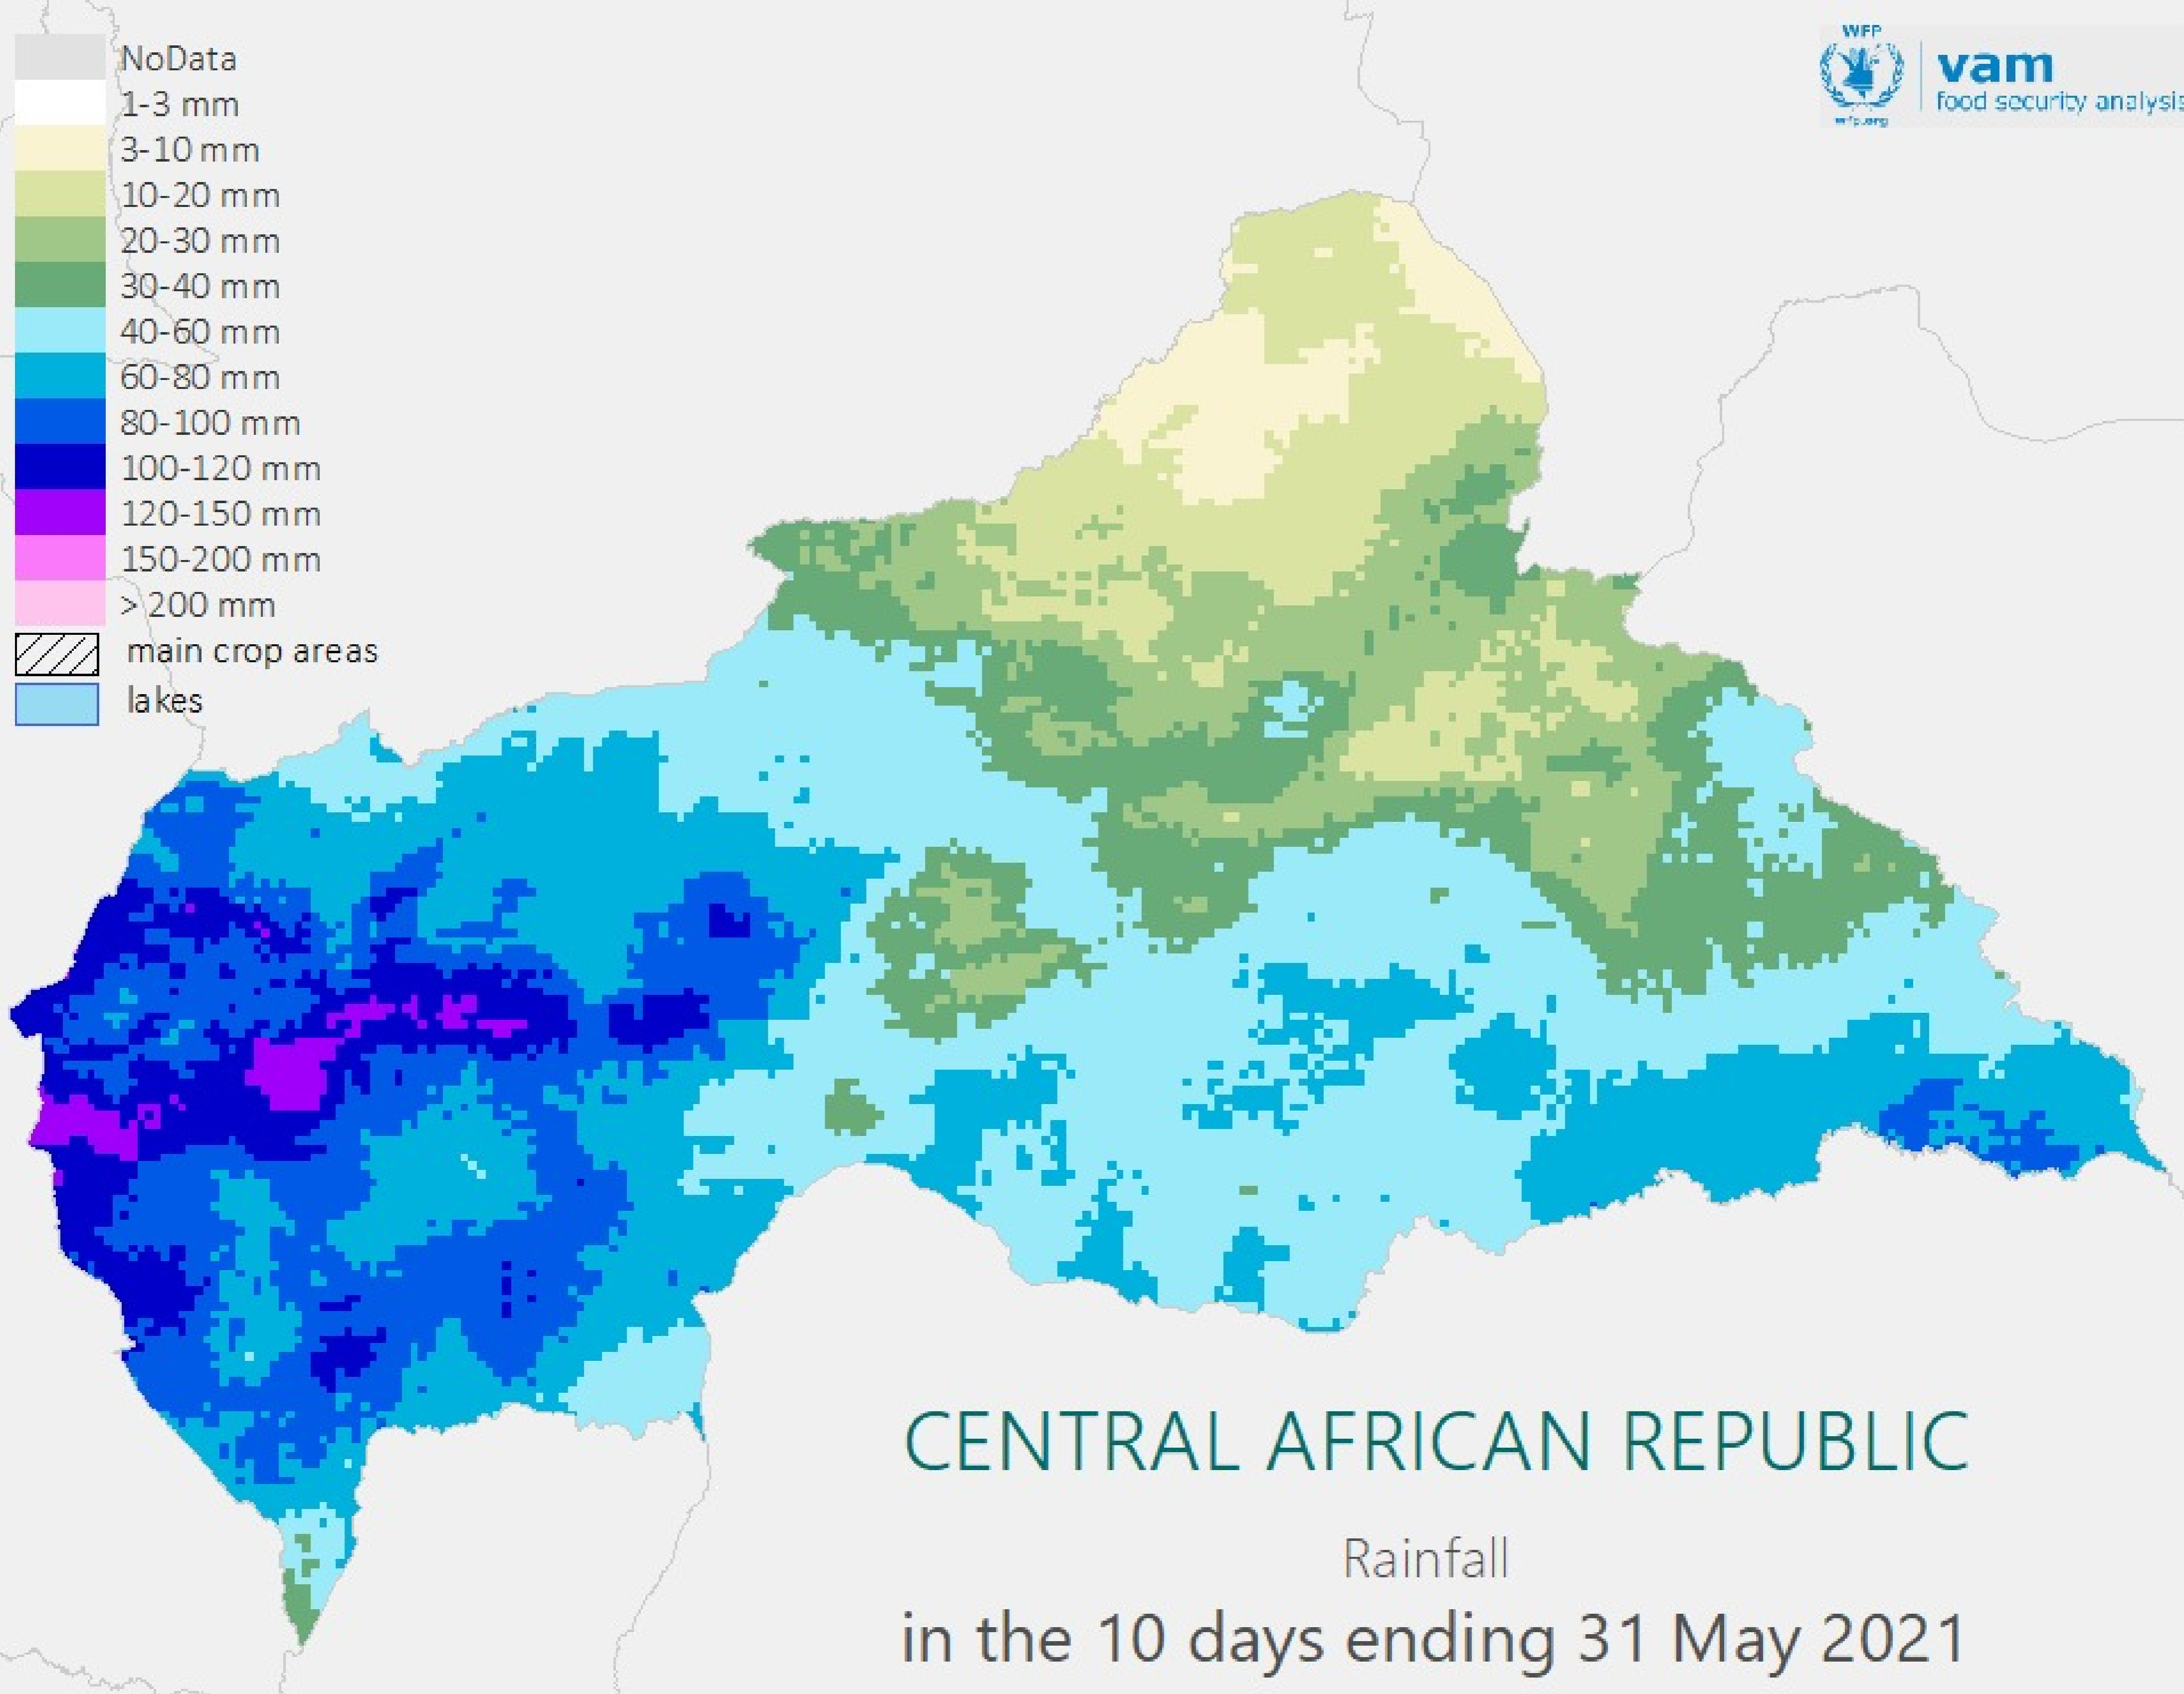 NoData
1-3 mm
3-10 mm
10-20 mm
20-30 mm
30-40 mm
40-60 mm
60-80 mm
80-100 mm
100-120 mm
120-150 mm
150-200 mm
> 200 mm
main crop areas
lakes
WFP
wfp.org
vam
food security analysis
CENTRAL AFRICAN REPUBLIC
Rainfall
in the 10 days ending 31 May 2021